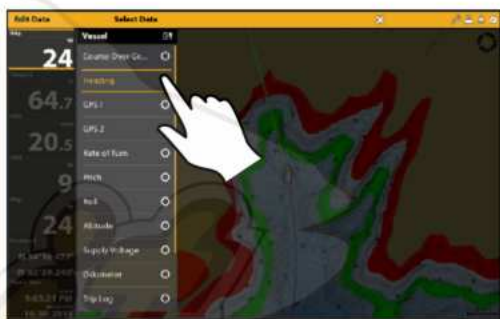 Edit Data
Select Data
Vessel
24
Course Over Gr...
Heading
64.7
GPS 1
GPS 2
20.5
Rate of Turn
Pitch
9
Roll
24
Altitude
Supply Voltage
Odometer
Trip Log